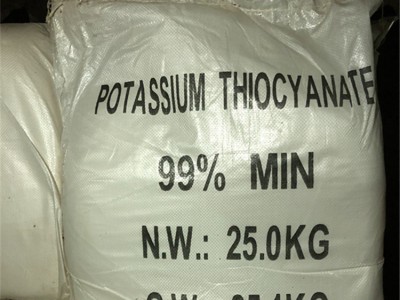 POTASSIUM THIOCYANATE
99% MIN
N.W.: 25.0KG